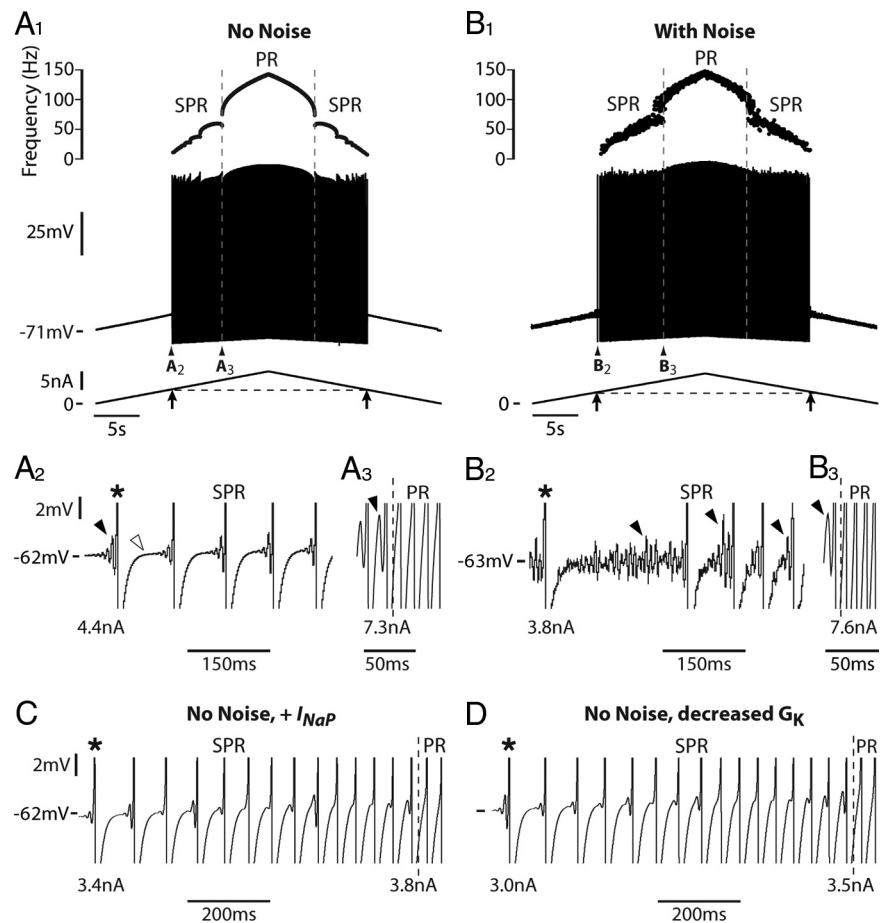 A1
No Noise
B1
With Noise
Frequency (Hz)
150
100
50
0
SPR
PR
SPR
150
100
50
0
SPR
PR
SPR
25mV
-71mV
A2
A3
B2
B3
5nA
0
5s
0
5s
A2
*
SPR
A3
PR
2mV
-62mV
4.4nA
7.3nA
150ms
50ms
B2
*
SPR
B3
PR
-63mV
3.8nA
7.6nA
150ms
50ms
C
No Noise, + INaP
*
SPR
PR
2mV
-62mV
3.4nA
3.8nA
200ms
D
No Noise, decreased GK
*
SPR
PR
3.0nA
3.5nA
200ms